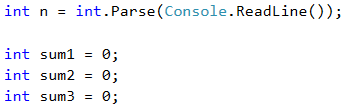 int n = int.Parse(Console.ReadLine());
int sum1 = 0;
int sum2 = 0;
int sum3 = 0;